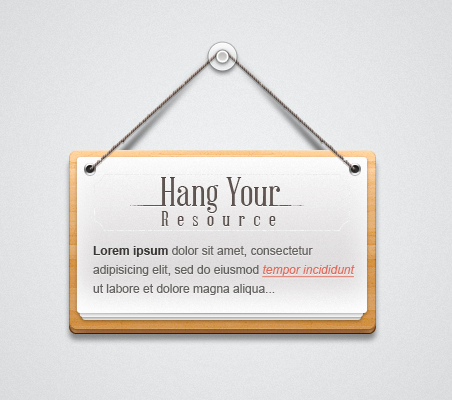 Hang Your
Resource
Lorem ipsum dolor sit amet, consectetur
adipisicing elit, sed do eiusmod tempor incididunt
ut labore et dolore magna aliqua...